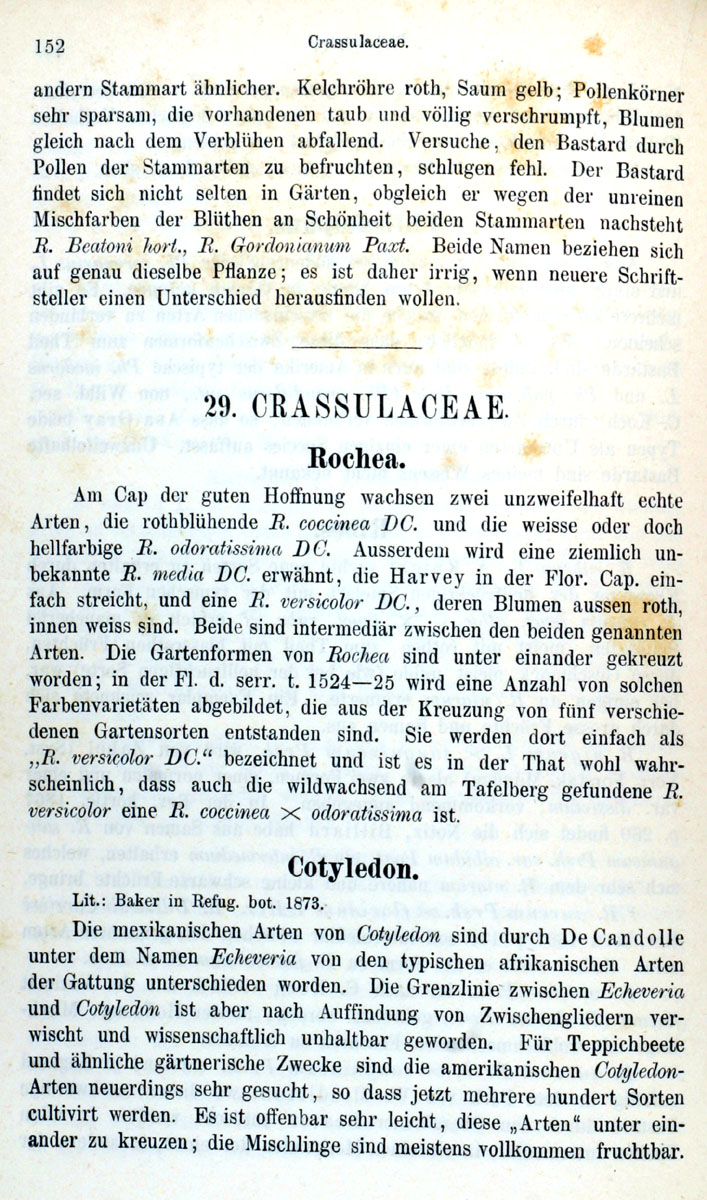 152
Crassulaceae.
andern Stammart ähnlicher. Kelchröhre roth, Saum gelb; Pollenkörner
sehr sparsam, die vorhandenen taub und völlig verschrumpft, Blumen
gleich nach dem Verblühen abfallend. Versuche, den Bastard durch
Pollen der Stammarten zu befruchten, schlugen fehl. Der Bastard
findet sich nicht selten in Gärten, obgleich er wegen der unreinen
Mischfarben der Blüthen an Schönheit beiden Stammarten nachsteht
R. Beatoni hort., R. Gordonianum Paxt. Beide Namen beziehen sich
auf genau dieselbe Pflanze; es ist daher irrig, wenn neuere Schrift-
steller einen Unterschied herausfinden wollen.
29. CRASSULACEAE.
Rochea.
Am Cap der guten Hoffnung wachsen zwei unzweifelhaft echte
Arten, die rothblühende R. coccinea DC. und die weisse oder doch
hellfarbige R. odoratissima DC. Ausserdem wird eine ziemlich un-
bekannte R. media DC. erwähnt, die Harvey in der Flor. Cap. ein-
fach streicht, und eine R. versicolor DC., deren Blumen aussen roth,
innen weiss sind. Beide sind intermediär zwischen den beiden genannten
Arten. Die Gartenformen von Rochea sind unter einander gekreuzt
worden; in der Fl. d. serr. t. 1524—25 wird eine Anzahl von solchen
Farbenvarietäten abgebildet, die aus der Kreuzung von fünf verschie-
denen Gartensorten entstanden sind. Sie werden dort einfach als
„R. versicolor DC.“ bezeichnet und ist es in der That wohl wahr-
scheinlich, dass auch die wildwachsend am Tafelberg gefundene R.
versicolor eine R. coccinea × odoratissima ist.
Cotyledon.
Lit.: Baker in Refug. bot. 1873.
Die mexikanischen Arten von Cotyledon sind durch De Candolle
unter dem Namen Echeveria von den typischen afrikanischen Arten
der Gattung unterschieden worden. Die Grenzlinie zwischen Echeveria
und Cotyledon ist aber nach Auffindung von Zwischengliedern ver-
wischt und wissenschaftlich unhaltbar geworden. Für Teppichbeete
und ähnliche gärtnerische Zwecke sind die amerikanischen Cotyledon-
Arten neuerdings sehr gesucht, so dass jetzt mehrere hundert Sorten
cultivirt werden. Es ist offenbar sehr leicht, diese „Arten“ unter ein-
ander zu kreuzen; die Mischlinge sind meistens vollkommen fruchtbar.